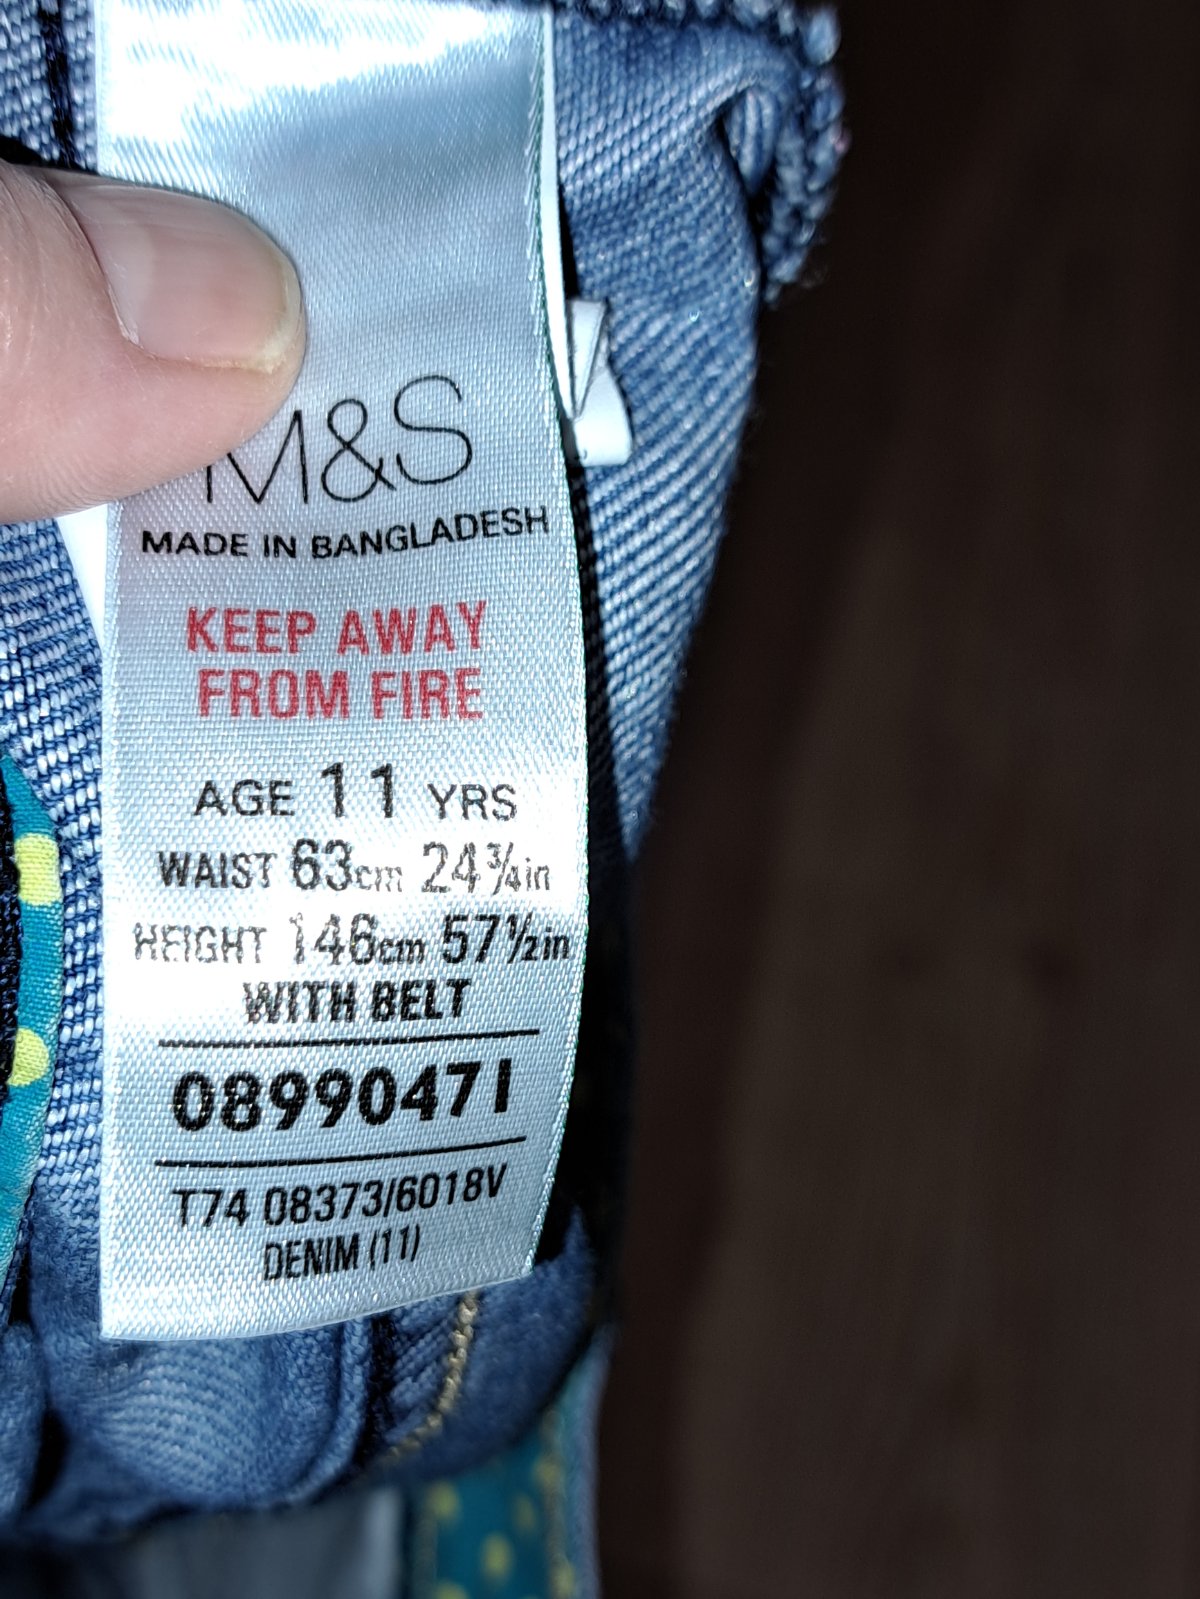 M&S
MADE IN BANGLADESH
KEEP AWAY
FROM FIRE
AGE 11 YRS
WAIST 63cm 24¾in
HEIGHT 146cm 57½in
WITH BELT
08990471
T74 08373/6018V
DENIM (11)